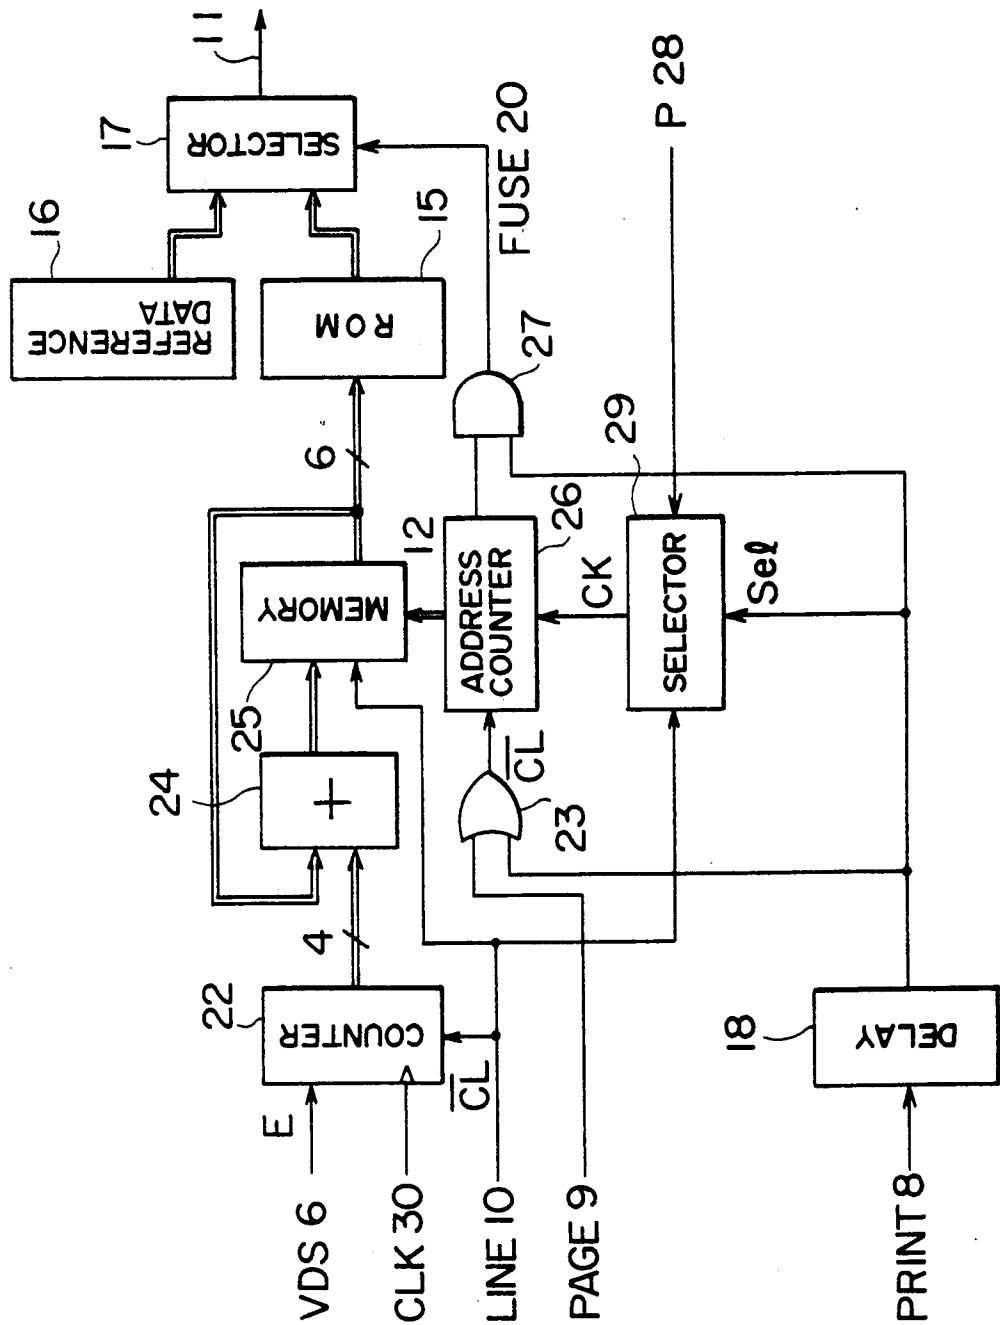 11
17
SELECTOR
16
REFERENCE
DATA
15
ROM
FUSE 20
P 28
27
6
12
29
25
MEMORY
ADDRESS
COUNTER
26
CK
SELECTOR
Sel
24
+
CL
23
4
22
COUNTER
CL
18
DELAY
E
VDS 6
CLK 30
LINE 10
PAGE 9
PRINT 8